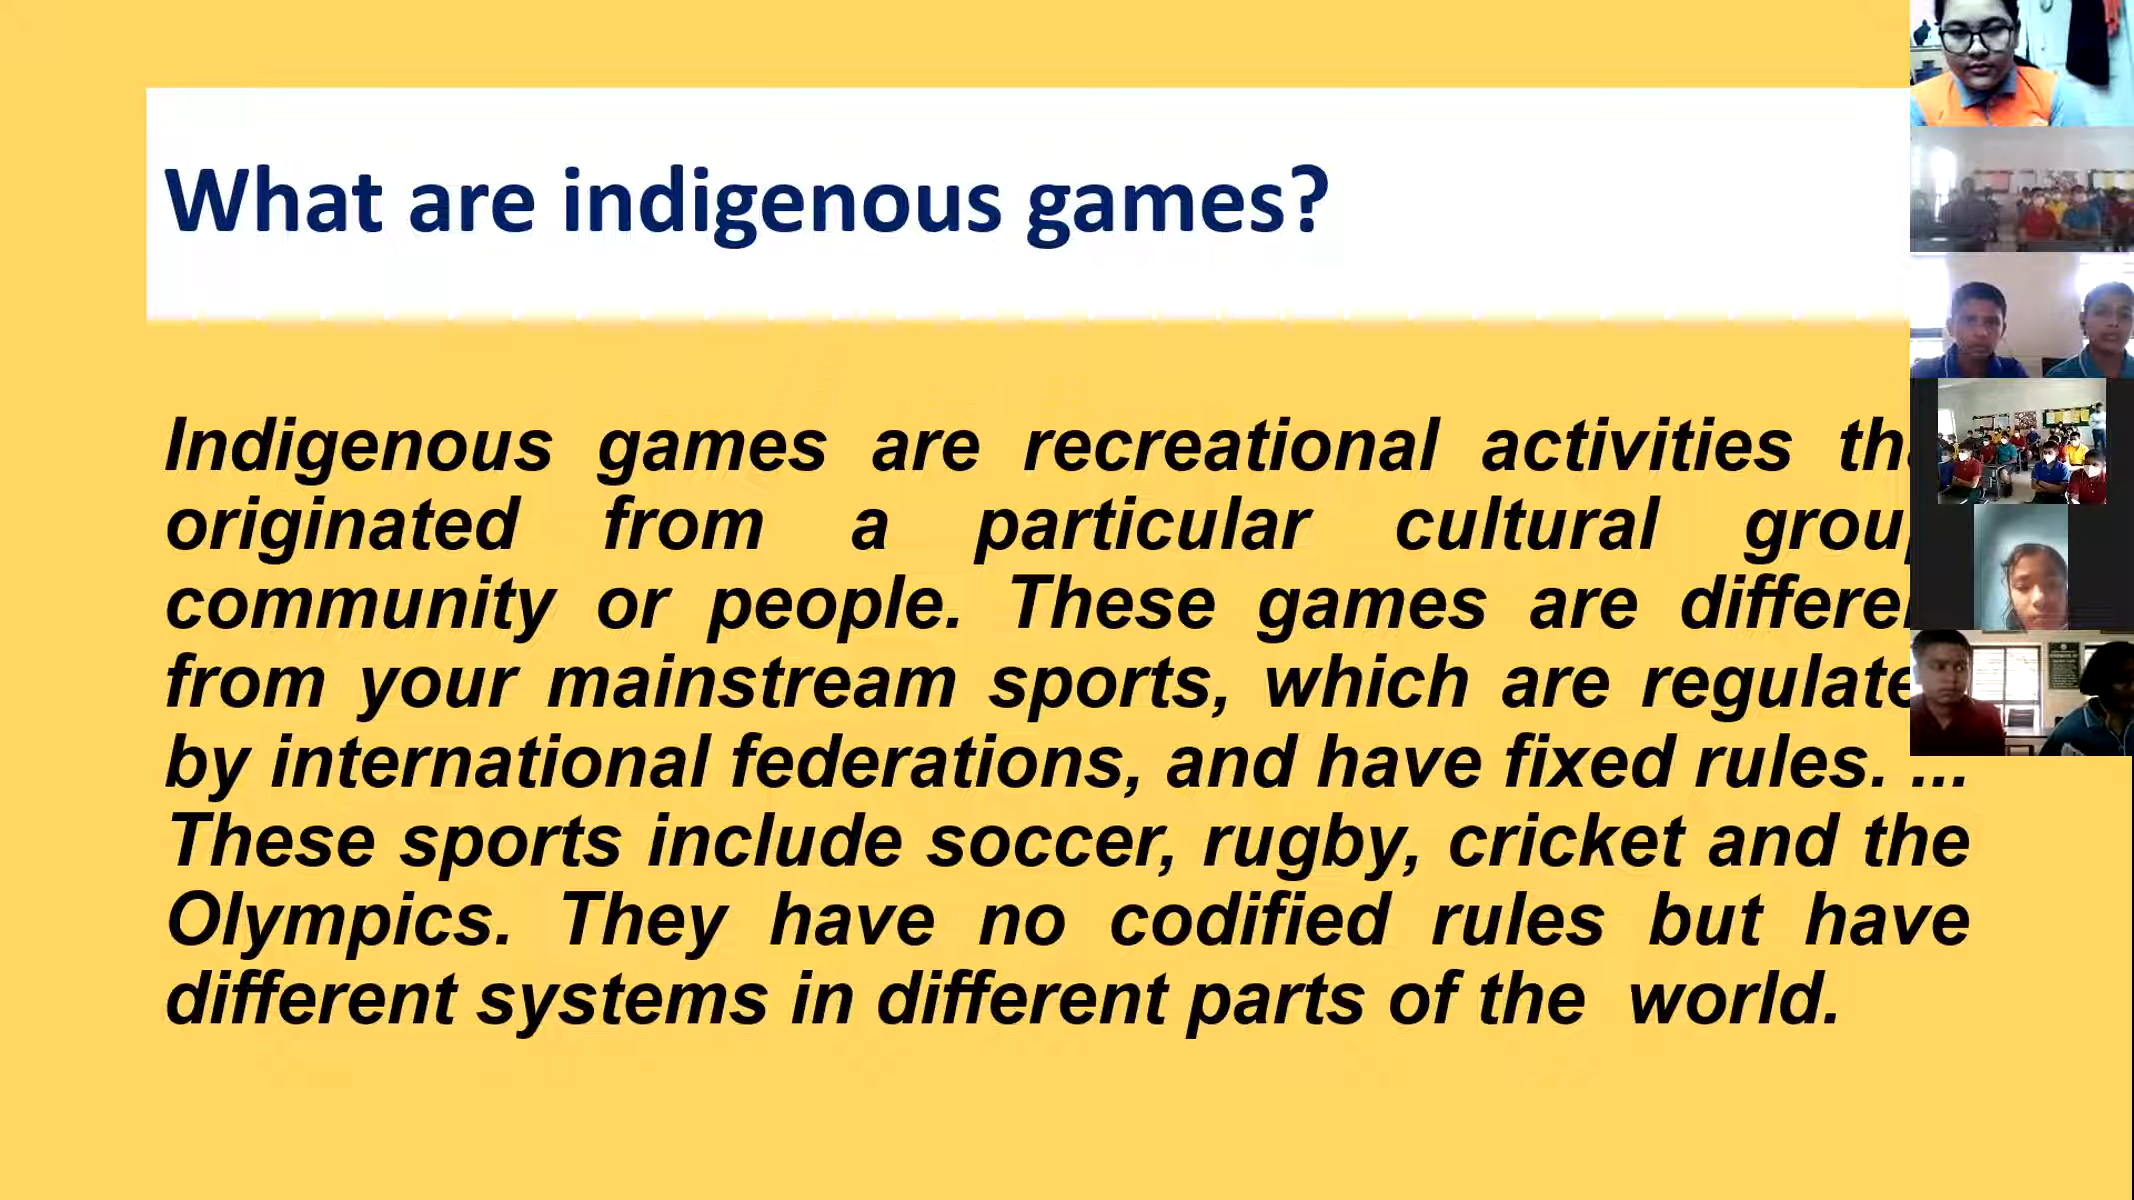 What are indigenous games?
Indigenous games are recreational activities
originated from a particular cultural
community or people. These games are
from your mainstream sports, which are
by international federations, and have fixed rules. ...
These sports include soccer, rugby, cricket and the
Olympics. They have no codified rules but have
different systems in different parts of the world.